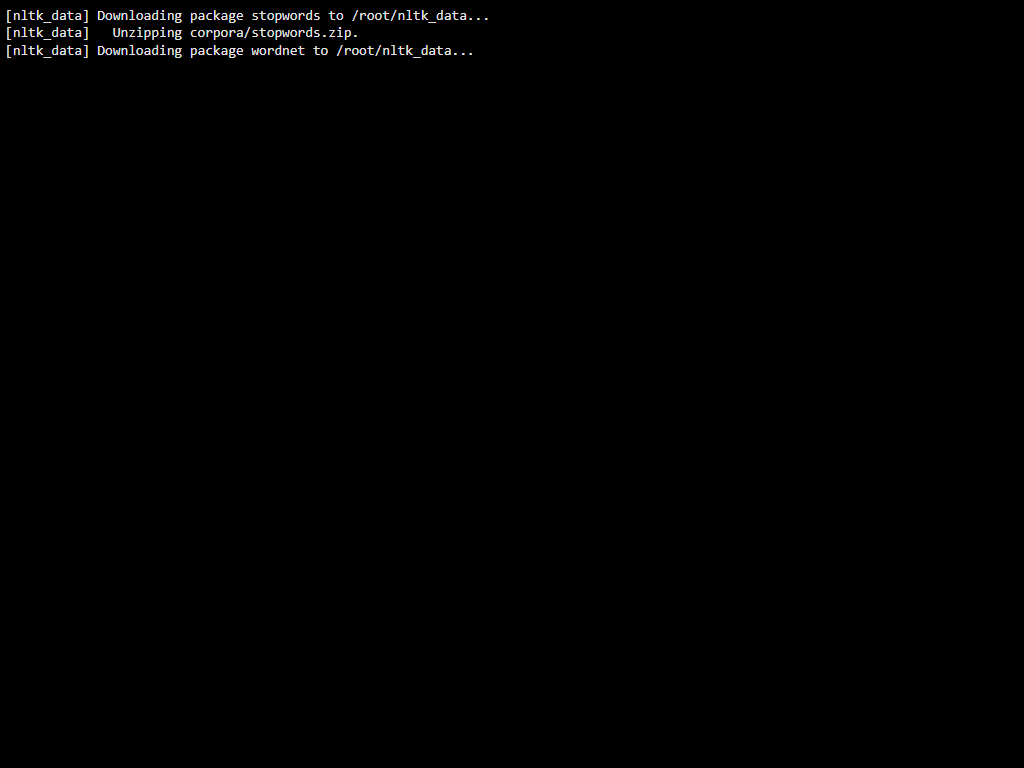 [nltk_data] Downloading package stopwords to /root/nltk_data...
[nltk_data]   Unzipping corpora/stopwords.zip.
[nltk_data] Downloading package wordnet to /root/nltk_data...